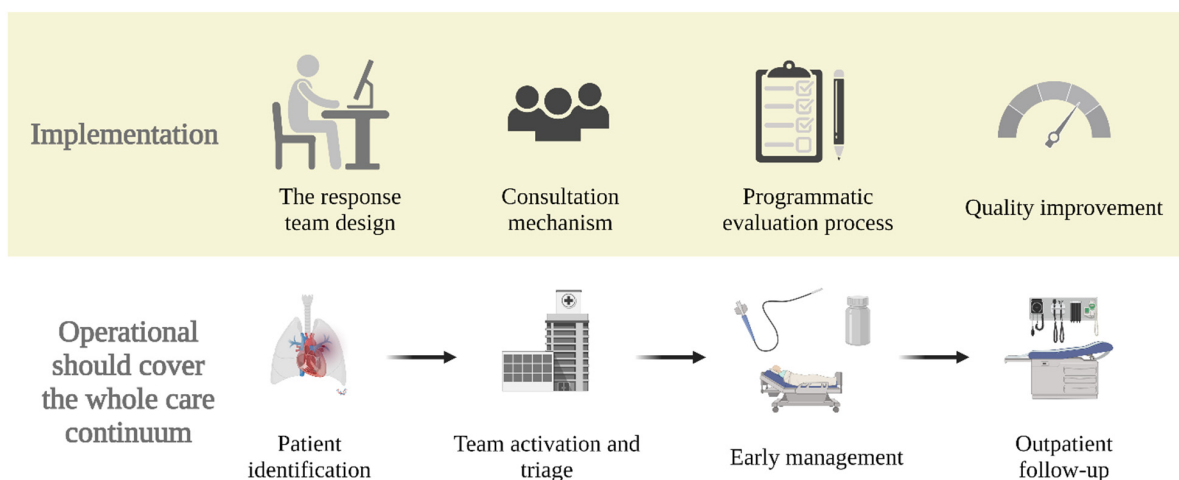 Implementation
The response
team design
Consultation
mechanism
Programmatic
evaluation process
Quality improvement
Operational
should cover
the whole care
continuum
Patient
identification
Team activation and
triage
Early management
Outpatient
follow-up